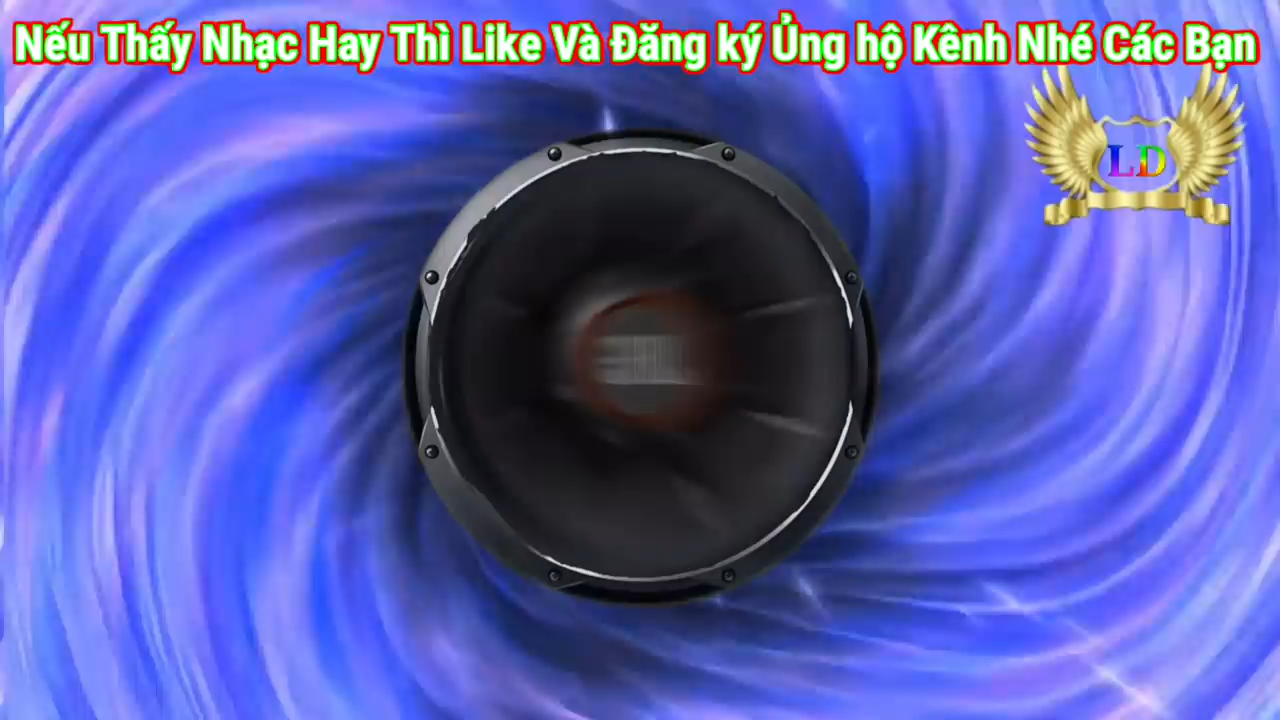 Nếu Thấy Nhạc Hay Thì Like Và Đăng ký Ủng hộ Kênh Nhé Các Bạn
LD